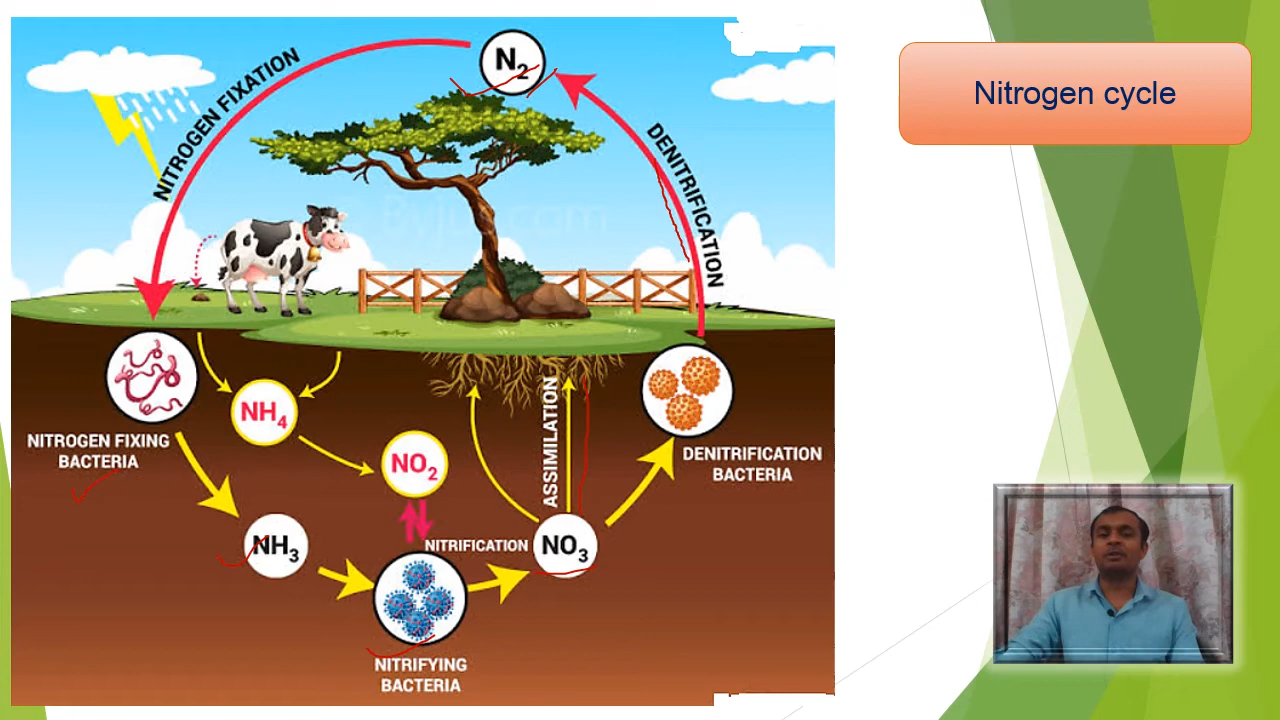 Nitrogen cycle
N2
NITROGEN FIXATION
DENITRIFICATION
NITROGEN FIXING
BACTERIA
NH4
NO2
ASSIMILATION
DENITRIFICATION
BACTERIA
NH3
NITRIFICATION
NO3
NITRIFYING
BACTERIA